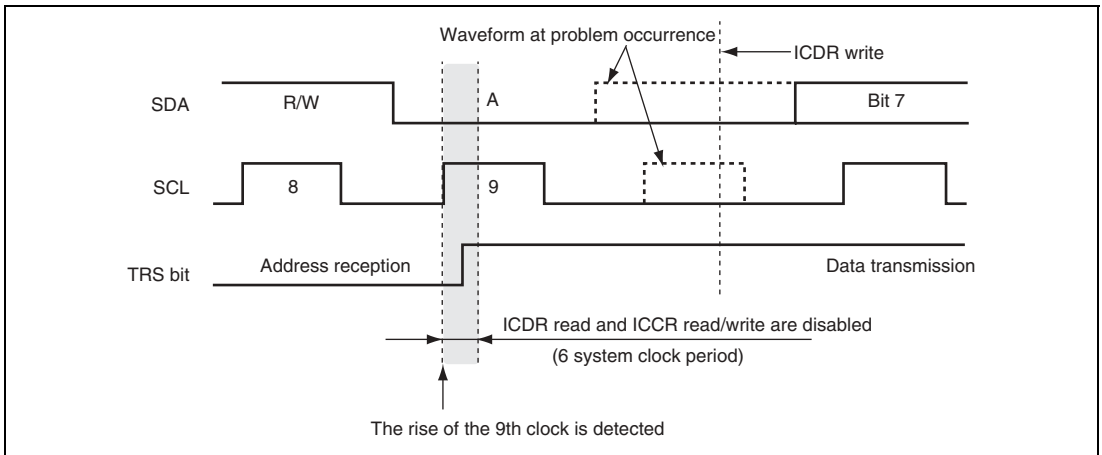 Waveform at problem occurrence
ICDR write
SDA
R/W
A
Bit 7
SCL
8
9
TRS bit
Address reception
Data transmission
ICDR read and ICCR read/write are disabled
(6 system clock period)
The rise of the 9th clock is detected